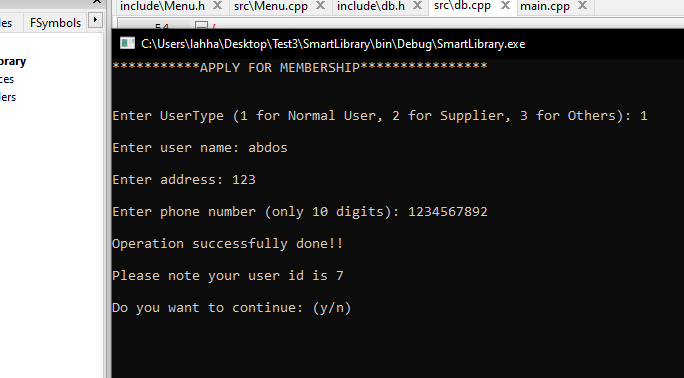 include\Menu.h src\Menu.cpp include\db.h src\db.cpp main.cpp
les FSymbols
54
C:\Users\lahha\Desktop\Test3\SmartLibrary\bin\Debug\SmartLibrary.exe
***********APPLY FOR MEMBERSHIP****************
brary
ces
ders
Enter UserType (1 for Normal User, 2 for Supplier, 3 for Others): 1
Enter user name: abdos
Enter address: 123
Enter phone number (only 10 digits): 1234567892
Operation successfully done!!
Please note your user id is 7
Do you want to continue: (y/n)